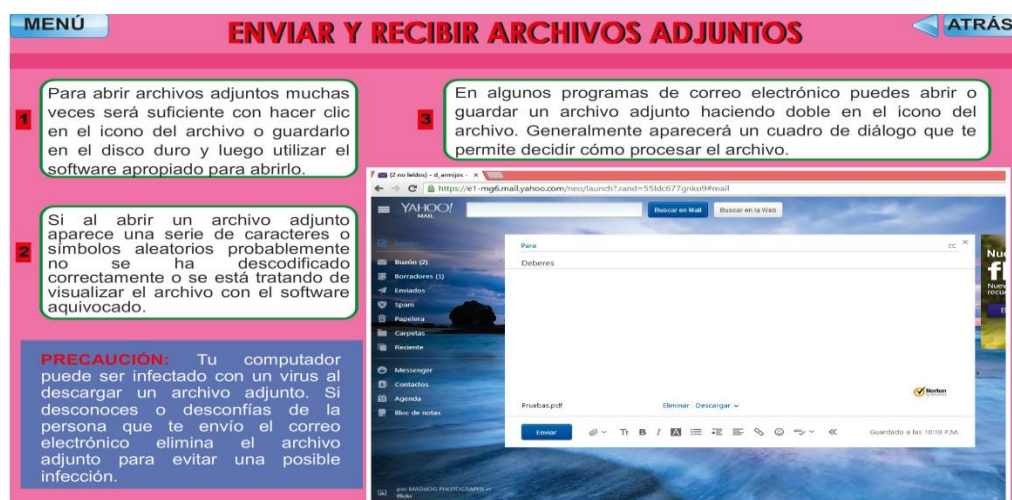 MENÚ
ENVIAR Y RECIBIR ARCHIVOS ADJUNTOS
ATRÁS
1
Para abrir archivos adjuntos muchas
veces será suficiente con hacer clic
en el icono del archivo o guardarlo
en el disco duro y luego utilizar el
software apropiado para abrirlo.
2
Si al abrir un archivo adjunto
aparece una serie de caracteres o
símbolos aleatorios probablemente
no se ha descodificado
correctamente o se está tratando de
visualizar el archivo con el software
aquivocado.
PRECAUCIÓN: Tu computador
puede ser infectado con un virus al
descargar un archivo adjunto. Si
desconoces o desconfías de la
persona que te envío el correo
electrónico elimina el archivo
adjunto para evitar una posible
infección.
3
En algunos programas de correo electrónico puedes abrir o
guardar un archivo adjunto haciendo doble en el icono del
archivo. Generalmente aparecerá un cuadro de diálogo que te
permite decidir cómo procesar el archivo.
(2 no leídos) - d_armijos -
https://e1-mg6.mail.yahoo.com/neo/launch?.rand=55ldc677gnko9#mail
YAHOO!
MAIL
Buscar en Mail
Buscar en la Web
Buzón (2)
Borradores (1)
Enviados
Spam
Papelera
Carpetas
Reciente
Messenger
Contactos
Agenda
Bloc de notas
Para
CC
Deberes
Norton
Pruebas.pdf
Eliminar
Descargar
Enviar
Guardado a las 10:18 P.M.
por MADziG PHOTOGRAPHS el
flickr